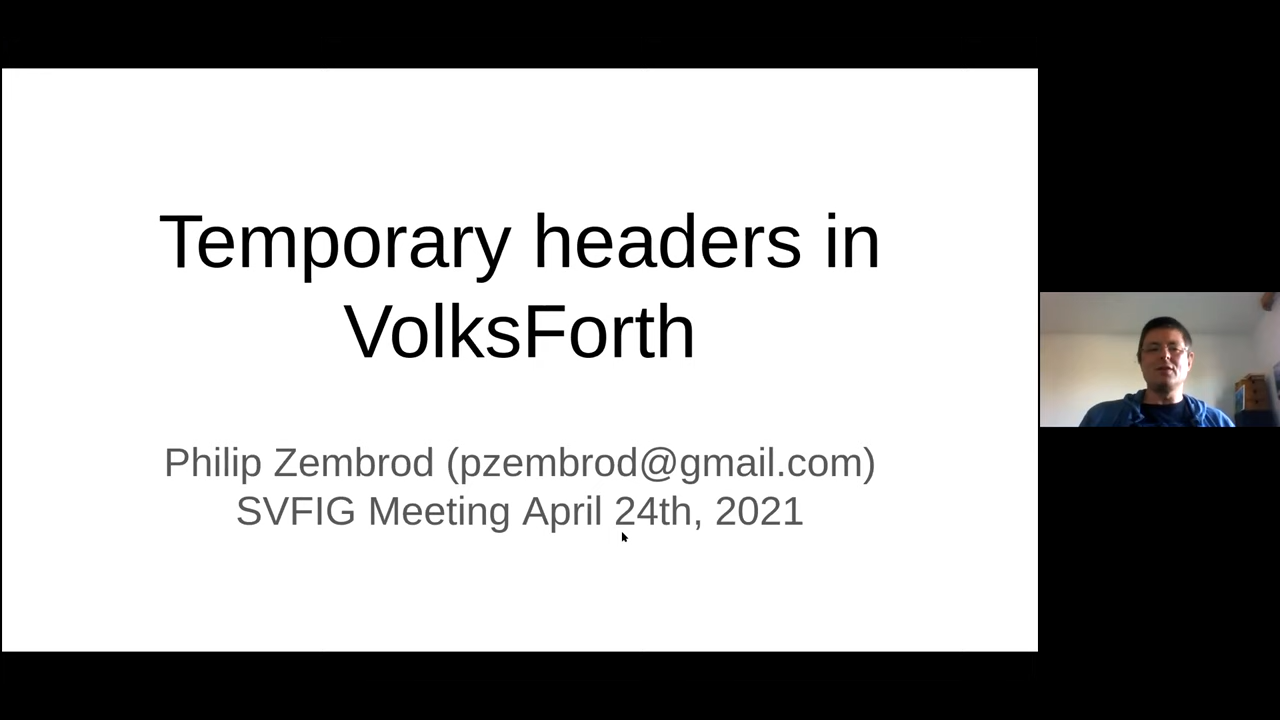 Temporary headers in
VolksForth
Philip Zembrod (pzembrod@gmail.com)
SVFIG Meeting April 24th, 2021